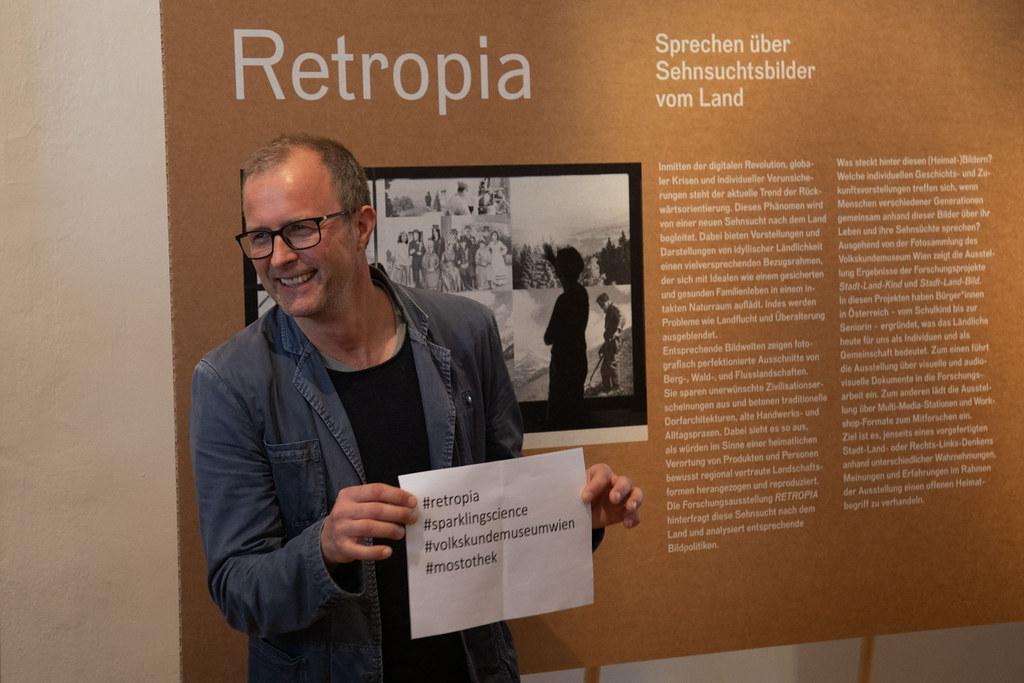 Retropia
Sprechen über
Sehnsuchtsbilder
vom Land
Inmitten der digitalen Revolution, globa-
ler Krisen und individueller Verunsiche-
rungen steht der aktuelle Trend der Rück-
wärtsorientierung. Dieses Phänomen wird
von einer neuen Sehnsucht nach dem Land
begleitet. Dabei bieten Vorstellungen und
Darstellungen von idyllischer Ländlichkeit
einen vielversprechenden Bezugsrahmen,
der sich mit Idealen wie einem gesicherten
und gesunden Familienleben in einem in-
takten Naturraum auflädt. Indes werden
Probleme wie Landflucht und Überalterung
ausgeblendet.
Entsprechende Bildwelten zeigen foto-
grafisch perfektionierte Ausschnitte von
Berg-, Wald-, und Flusslandschaften.
Sie sparen unerwünschte Zivilisationser-
scheinungen aus und betonen traditionelle
Dorfarchitekturen, alte Handwerks- und
Alltagspraxen. Dabei sieht es so aus,
als würden im Sinne einer heimatlichen
Verortung von Produkten und Personen
bewusst regional vertraute Landschafts-
formen herangezogen und reproduziert.
Die Forschungsausstellung RETROPIA
hinterfragt diese Sehnsucht nach dem
Land und analysiert entsprechende
Bildpolitiken.
Was steckt hinter diesen (Heimat-)Bildern?
Welche individuellen Geschichts- und Zu-
kunftsvorstellungen treffen sich, wenn
Menschen verschiedener Generationen
gemeinsam anhand dieser Bilder über ihr
Leben und ihre Sehnsüchte sprechen?
Ausgehend von der Fotosammlung des
Volkskundemuseum Wien zeigt die Ausstel-
lung Ergebnisse der Forschungsprojekte
Stadt-Land-Kind und Stadt-Land-Bild.
In diesen Projekten haben Bürger*innen
in Österreich – vom Schulkind bis zur
Seniorin – ergründet, was das Ländliche
heute für uns als Individuen und als
Gemeinschaft bedeutet. Zum einen führt
die Ausstellung über visuelle und audio-
visuelle Dokumente in die Forschungs-
arbeit ein. Zum anderen lädt die Ausstel-
lung über Multi-Media-Stationen und Work-
shop-Formate zum Mitforschen ein.
Ziel ist es, jenseits eines vorgefertigten
Stadt-Land- oder Rechts-Links-Denkens
anhand unterschiedlicher Wahrnehmungen,
Meinungen und Erfahrungen im Rahmen
der Ausstellung einen offenen Heimat-
begriff zu verhandeln.
#retropia
#sparklingscience
#volkskundemuseumwien
#mostothek